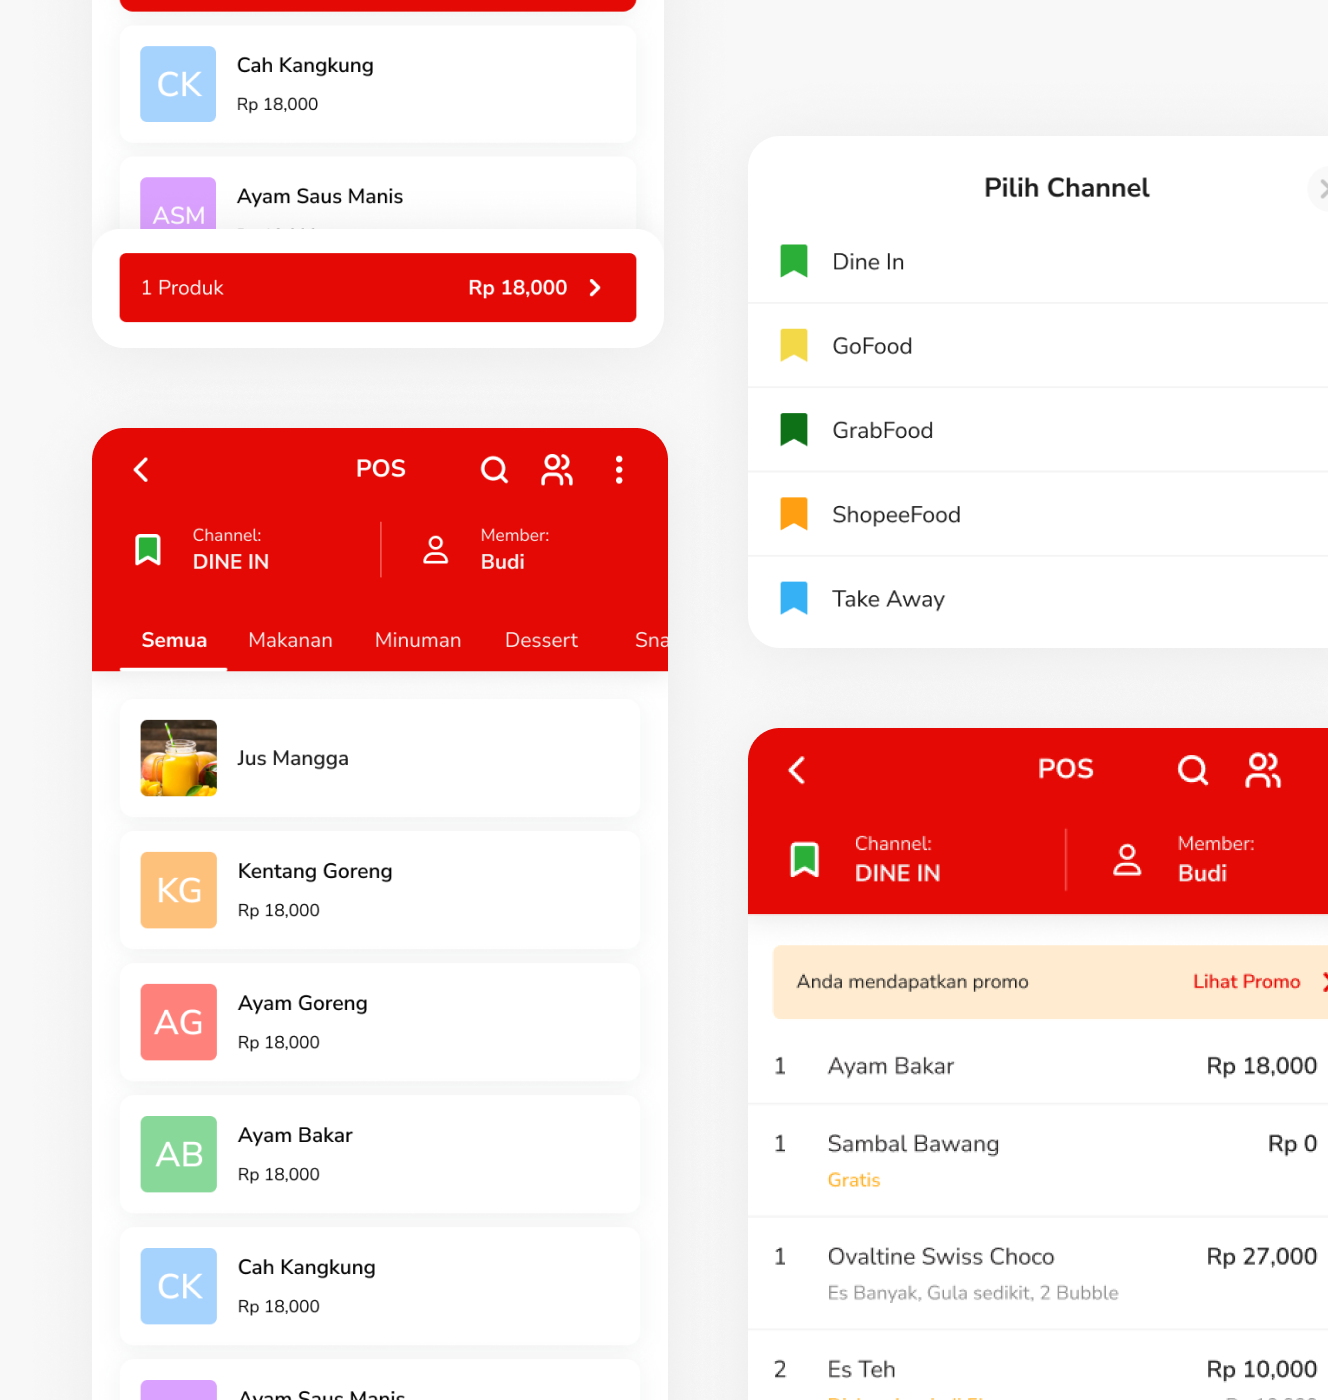 CK
Cah Kangkung
Rp 18,000
ASM
Ayam Saus Manis
1 Produk
Rp 18,000
POS
Channel:
DINE IN
Member:
Budi
Semua
Makanan
Minuman
Dessert
Sna
Jus Mangga
KG
Kentang Goreng
Rp 18,000
AG
Ayam Goreng
Rp 18,000
AB
Ayam Bakar
Rp 18,000
CK
Cah Kangkung
Rp 18,000
Ayam Saus Manis
Pilih Channel
Dine In
GoFood
GrabFood
ShopeeFood
Take Away
POS
Channel:
DINE IN
Member:
Budi
Anda mendapatkan promo
Lihat Promo
1 Ayam Bakar Rp 18,000
1 Sambal Bawang Rp 0
Gratis
1 Ovaltine Swiss Choco Rp 27,000
Es Banyak, Gula sedikit, 2 Bubble
2 Es Teh Rp 10,000